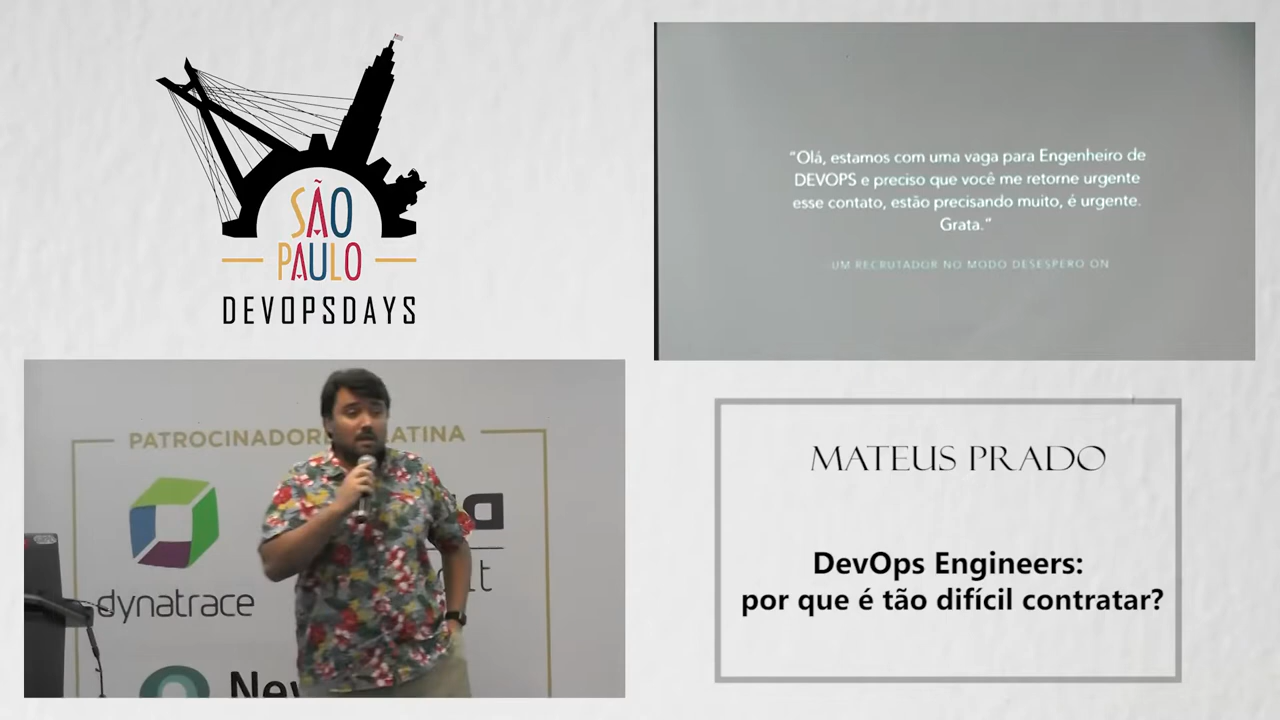 SÃO
PAULO
DEVOPSDAYS
“Olá, estamos com uma vaga para Engenheiro de
DEVOPS e preciso que você me retorne urgente
esse contato, estão precisando muito, é urgente.
Grata.”
UM RECRUTADOR NO MODO DESESPERO ON
PATROCINADOR
ATINA
dynatrace
a
Nev
MATEUS PRADO
DevOps Engineers:
por que é tão difícil contratar?